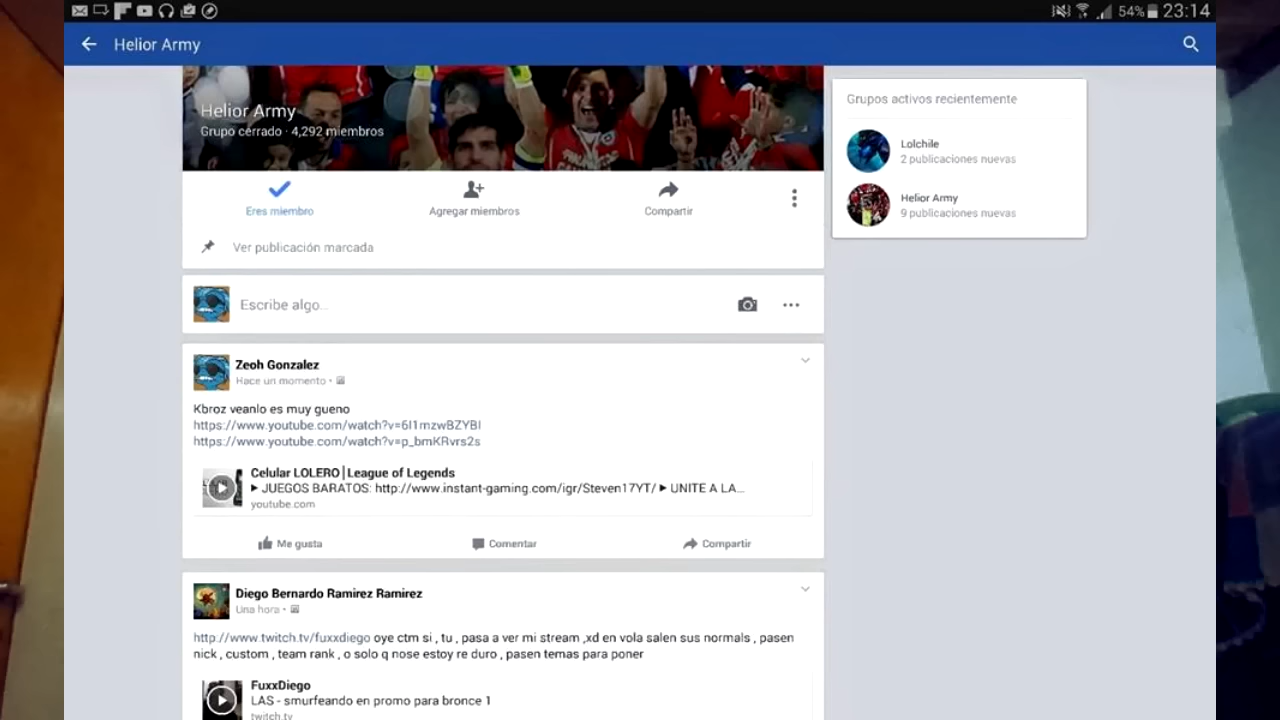 54% 23:14
Helior Army
Helior Army
Grupo cerrado · 4,292 miembros
Eres miembro
Agregar miembros
Compartir
Ver publicación marcada
Grupos activos recientemente
Lolchile
2 publicaciones nuevas
Helior Army
9 publicaciones nuevas
Escribe algo...
Zeoh Gonzalez
Hace un momento •
Kbroz veanlo es muy gueno
https://www.youtube.com/watch?v=6I1mzwBZYBI
https://www.youtube.com/watch?v=p_bmKRvrs2s
Celular LOLERO | League of Legends
► JUEGOS BARATOS: http://www.instant-gaming.com/igr/Steven17YT/ ► UNITE A LA...
youtube.com
Me gusta
Comentar
Compartir
Diego Bernardo Ramirez Ramirez
Una hora •
http://www.twitch.tv/fuxxdiego oye ctm si , tu , pasa a ver mi stream ,xd en vola salen sus normals , pasen
nick , custom , team rank , o solo q nose estoy re duro , pasen temas para poner
FuxxDiego
LAS - smurfeando en promo para bronce 1
twitch.tv